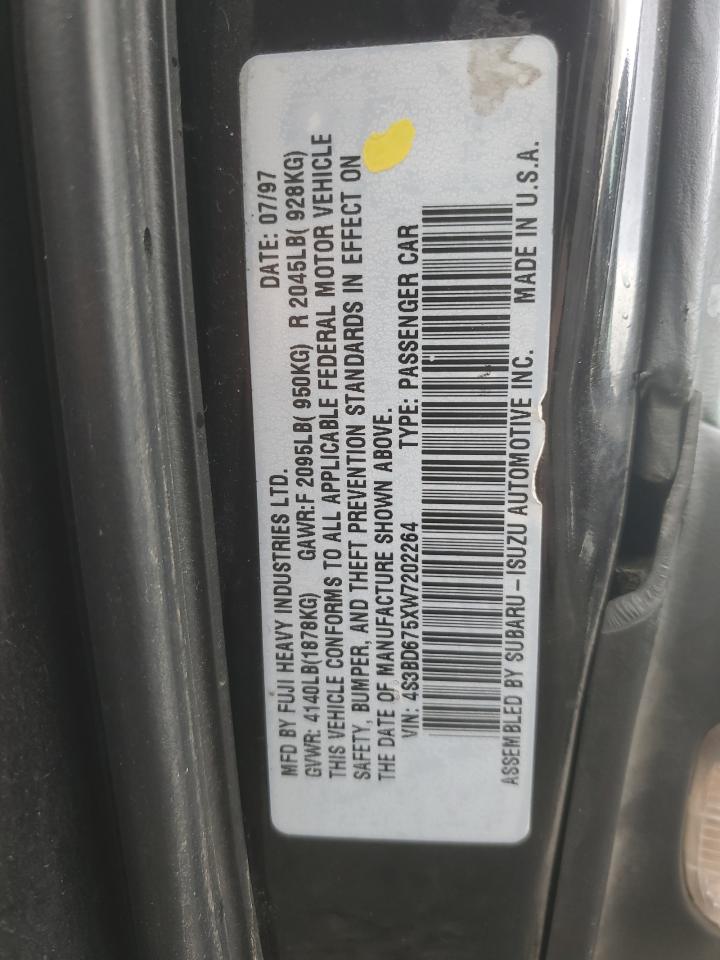 MFD BY FUJI HEAVY INDUSTRIES LTD. DATE: 07/97
GVWR: 4140LB(1878KG) GAWR:F 2095LB( 950KG) R 2045LB( 928KG)
THIS VEHICLE CONFORMS TO ALL APPLICABLE FEDERAL MOTOR VEHICLE
SAFETY, BUMPER, AND THEFT PREVENTION STANDARDS IN EFFECT ON
THE DATE OF MANUFACTURE SHOWN ABOVE.
VIN: 4S3BD675XW7202264 TYPE: PASSENGER CAR
ASSEMBLED BY SUBARU-ISUZU AUTOMOTIVE INC. MADE IN U.S.A.